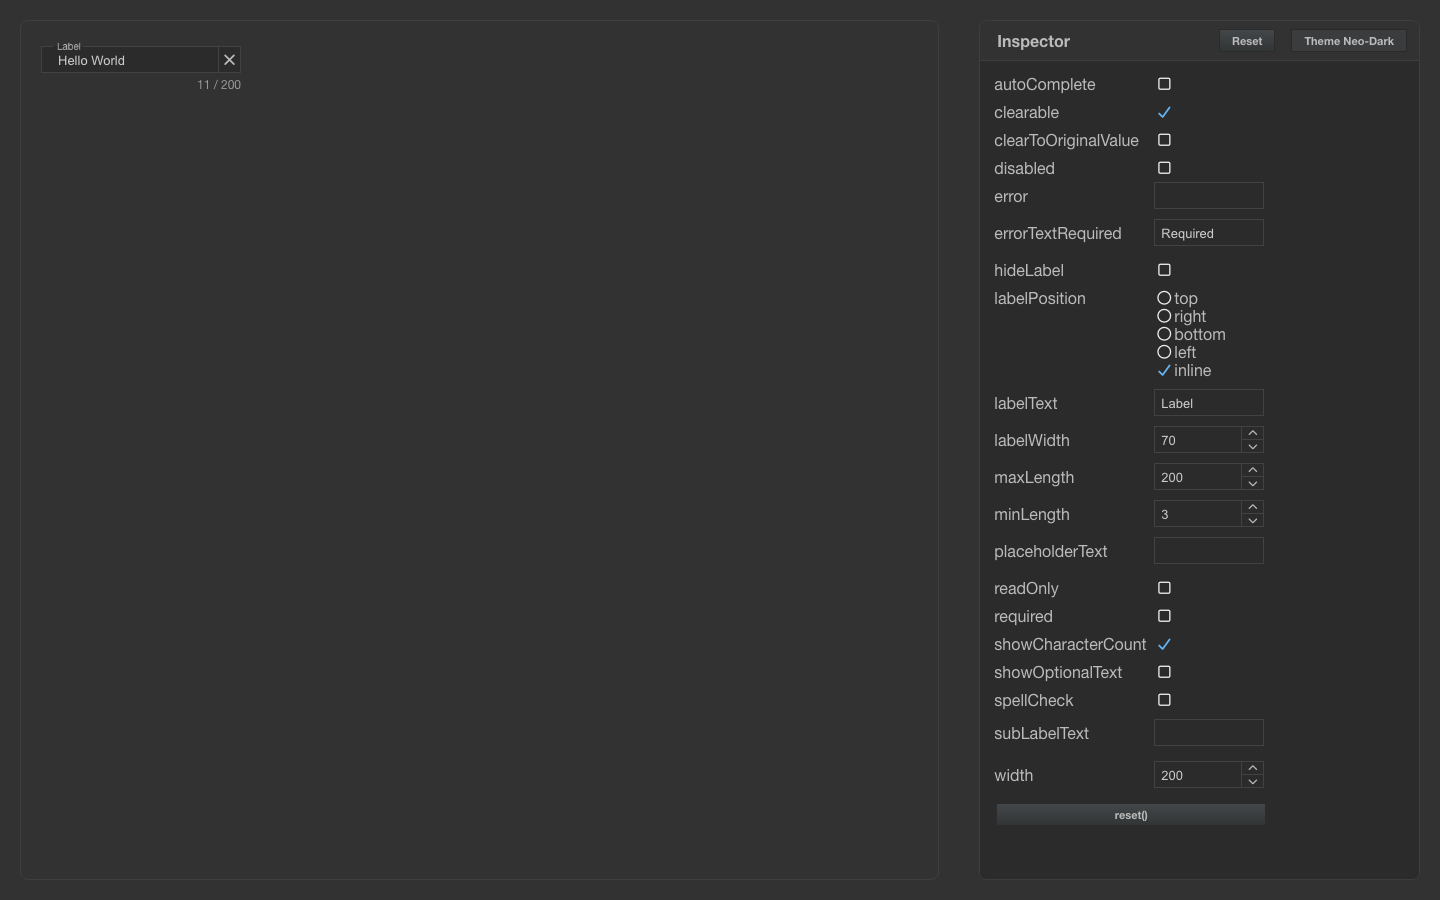 Label
Hello World
11 / 200
Inspector
Reset
Theme Neo-Dark
autoComplete
clearable
clearToOriginalValue
disabled
error
errorTextRequired
Required
hideLabel
labelPosition
top
right
bottom
left
inline
labelText
Label
labelWidth
70
maxLength
200
minLength
3
placeholderText
readOnly
required
showCharacterCount
showOptionalText
spellCheck
subLabelText
width
200
reset()